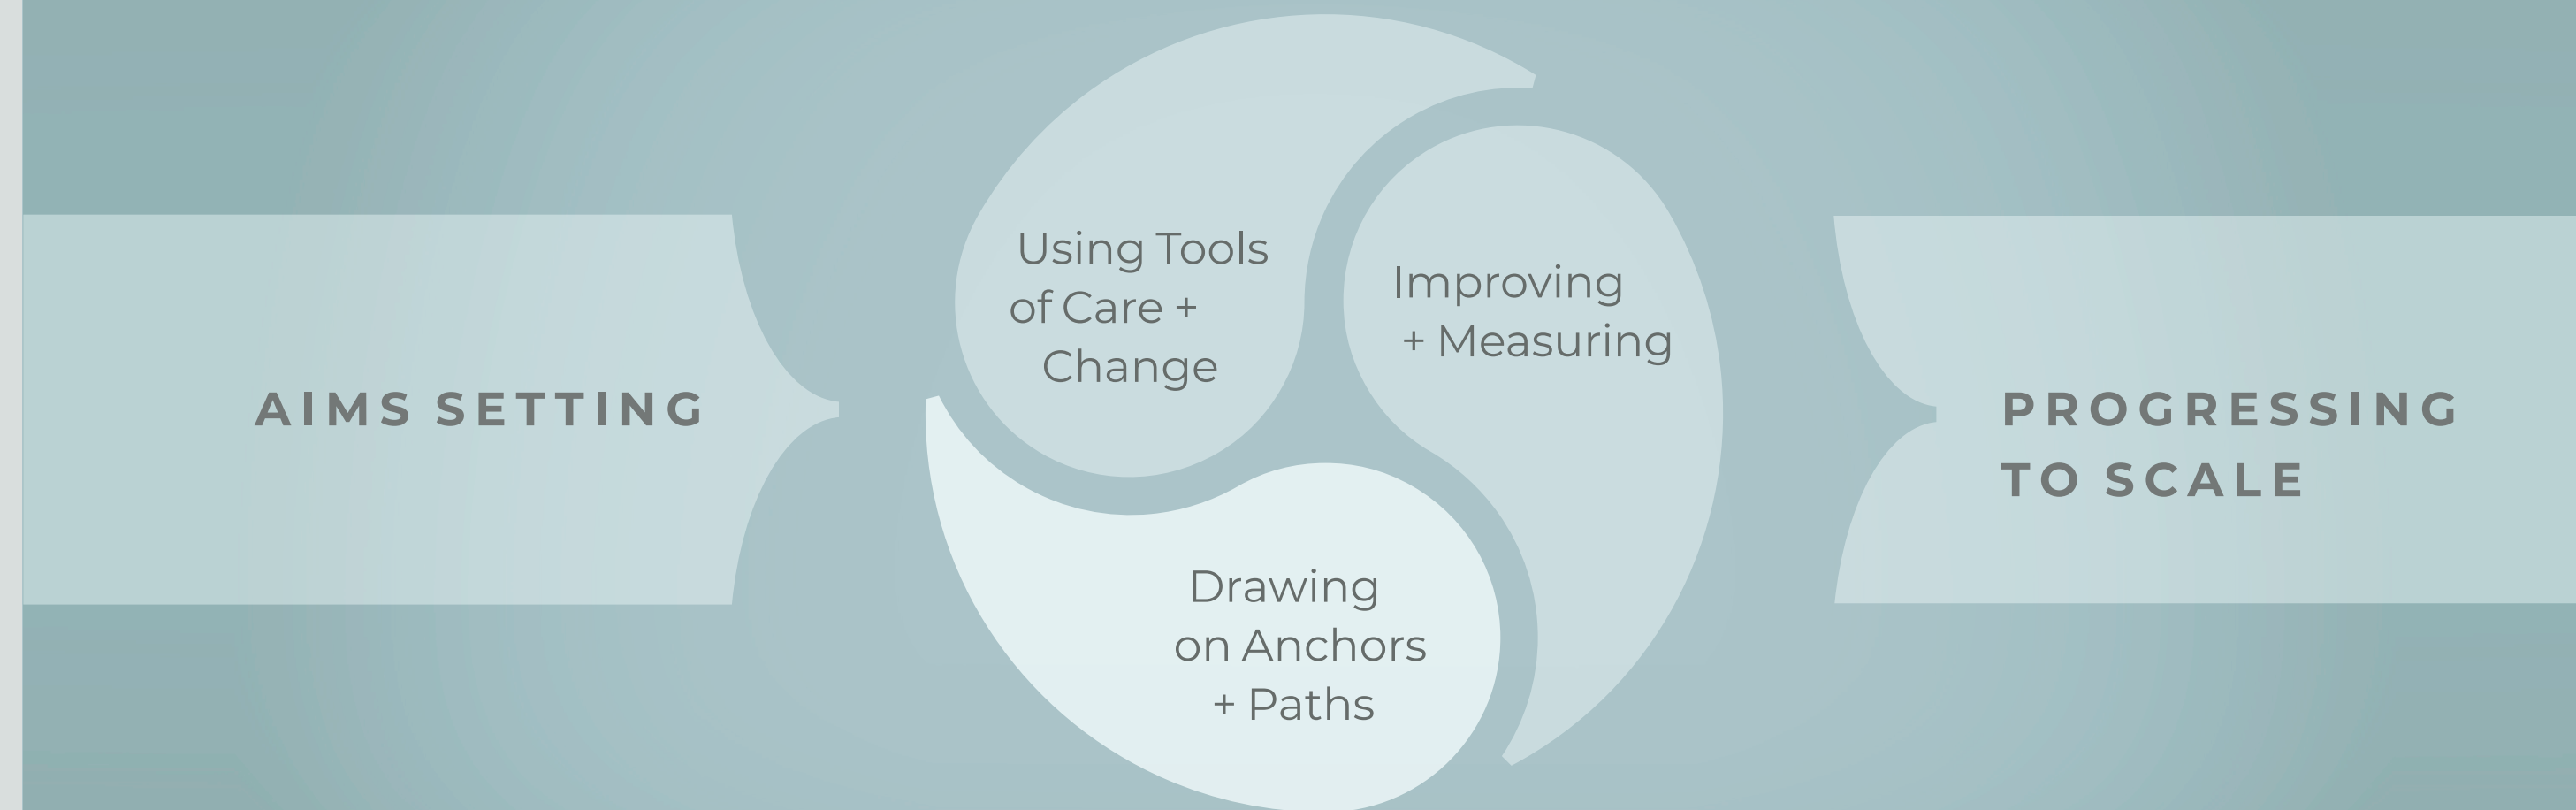 AIMS SETTING
Using Tools
of Care +
Change
Improving
+ Measuring
Drawing
on Anchors
+ Paths
PROGRESSING
TO SCALE